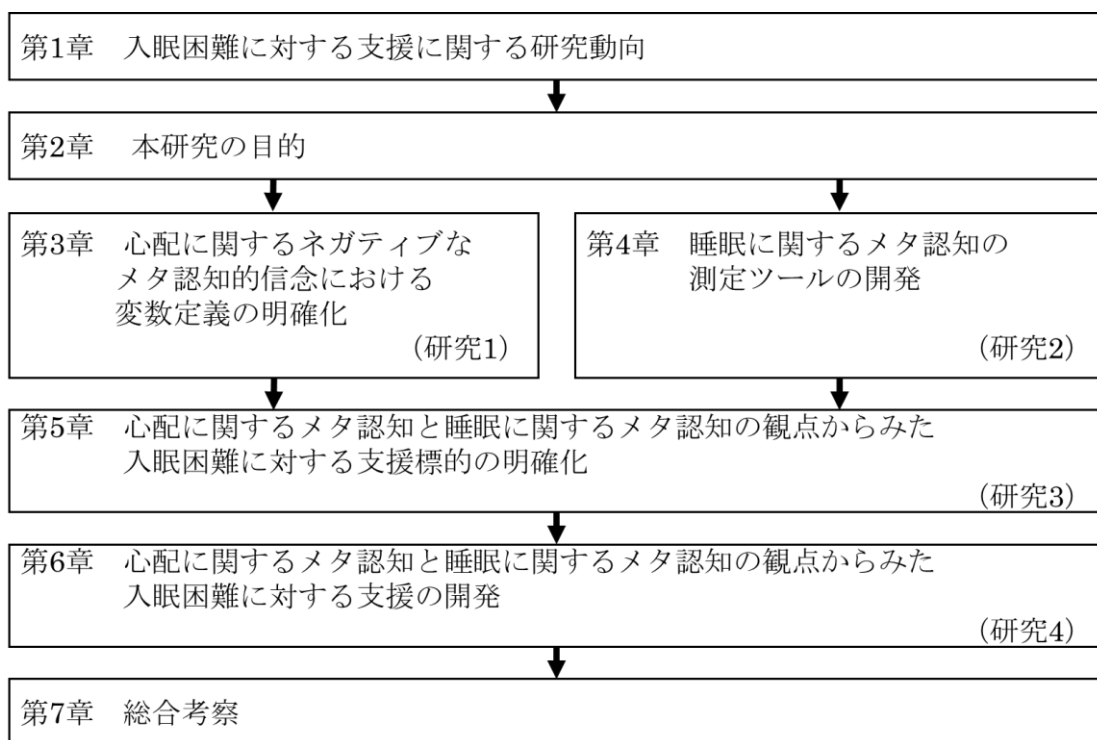 第1章　入眠困難に対する支援に関する研究動向
第2章　本研究の目的
第3章　心配に関するネガティブな
メタ認知的信念における
変数定義の明確化
（研究1）
第4章　睡眠に関するメタ認知の
測定ツールの開発
（研究2）
第5章　心配に関するメタ認知と睡眠に関するメタ認知の観点からみた
入眠困難に対する支援標的の明確化
（研究3）
第6章　心配に関するメタ認知と睡眠に関するメタ認知の観点からみた
入眠困難に対する支援の開発
（研究4）
第7章　総合考察